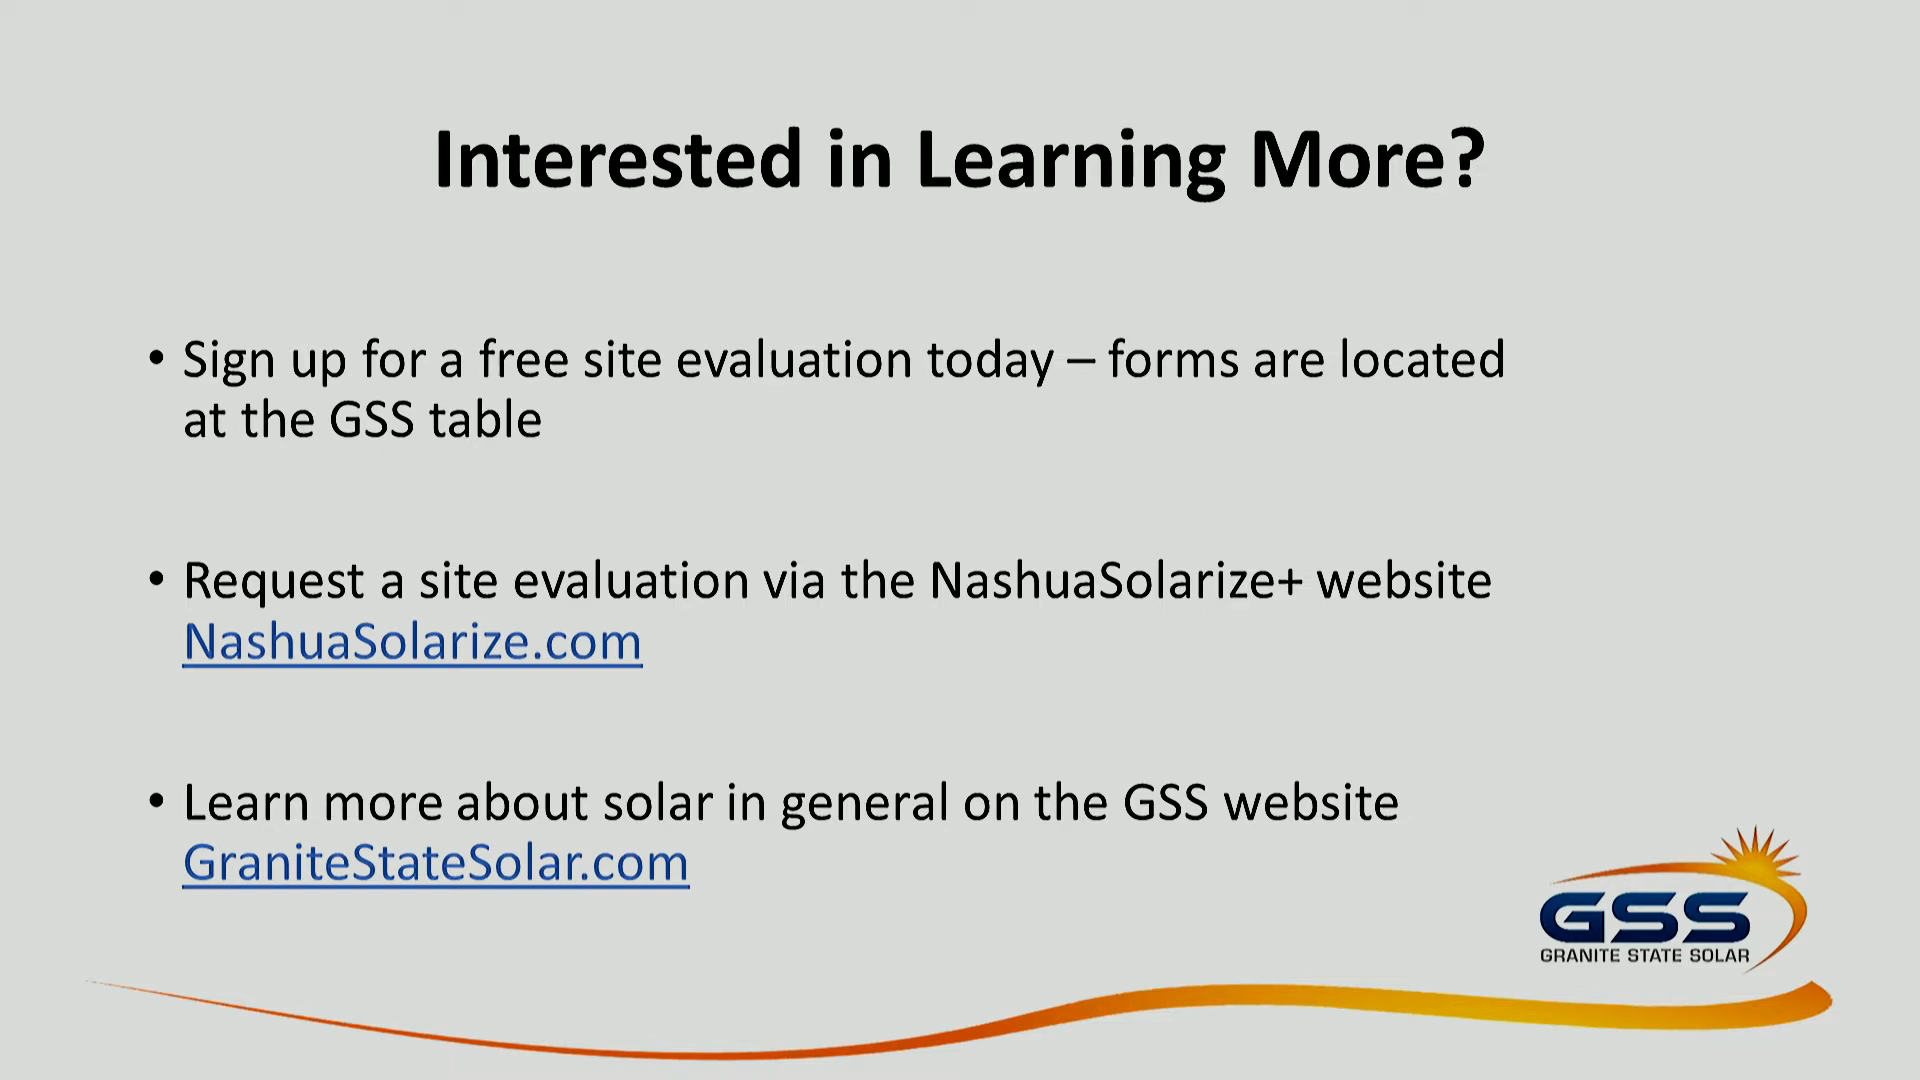 Interested in Learning More?
• Sign up for a free site evaluation today – forms are located
at the GSS table
• Request a site evaluation via the NashuaSolarize+ website
NashuaSolarize.com
• Learn more about solar in general on the GSS website
GraniteStateSolar.com
GSS
GRANITE STATE SOLAR